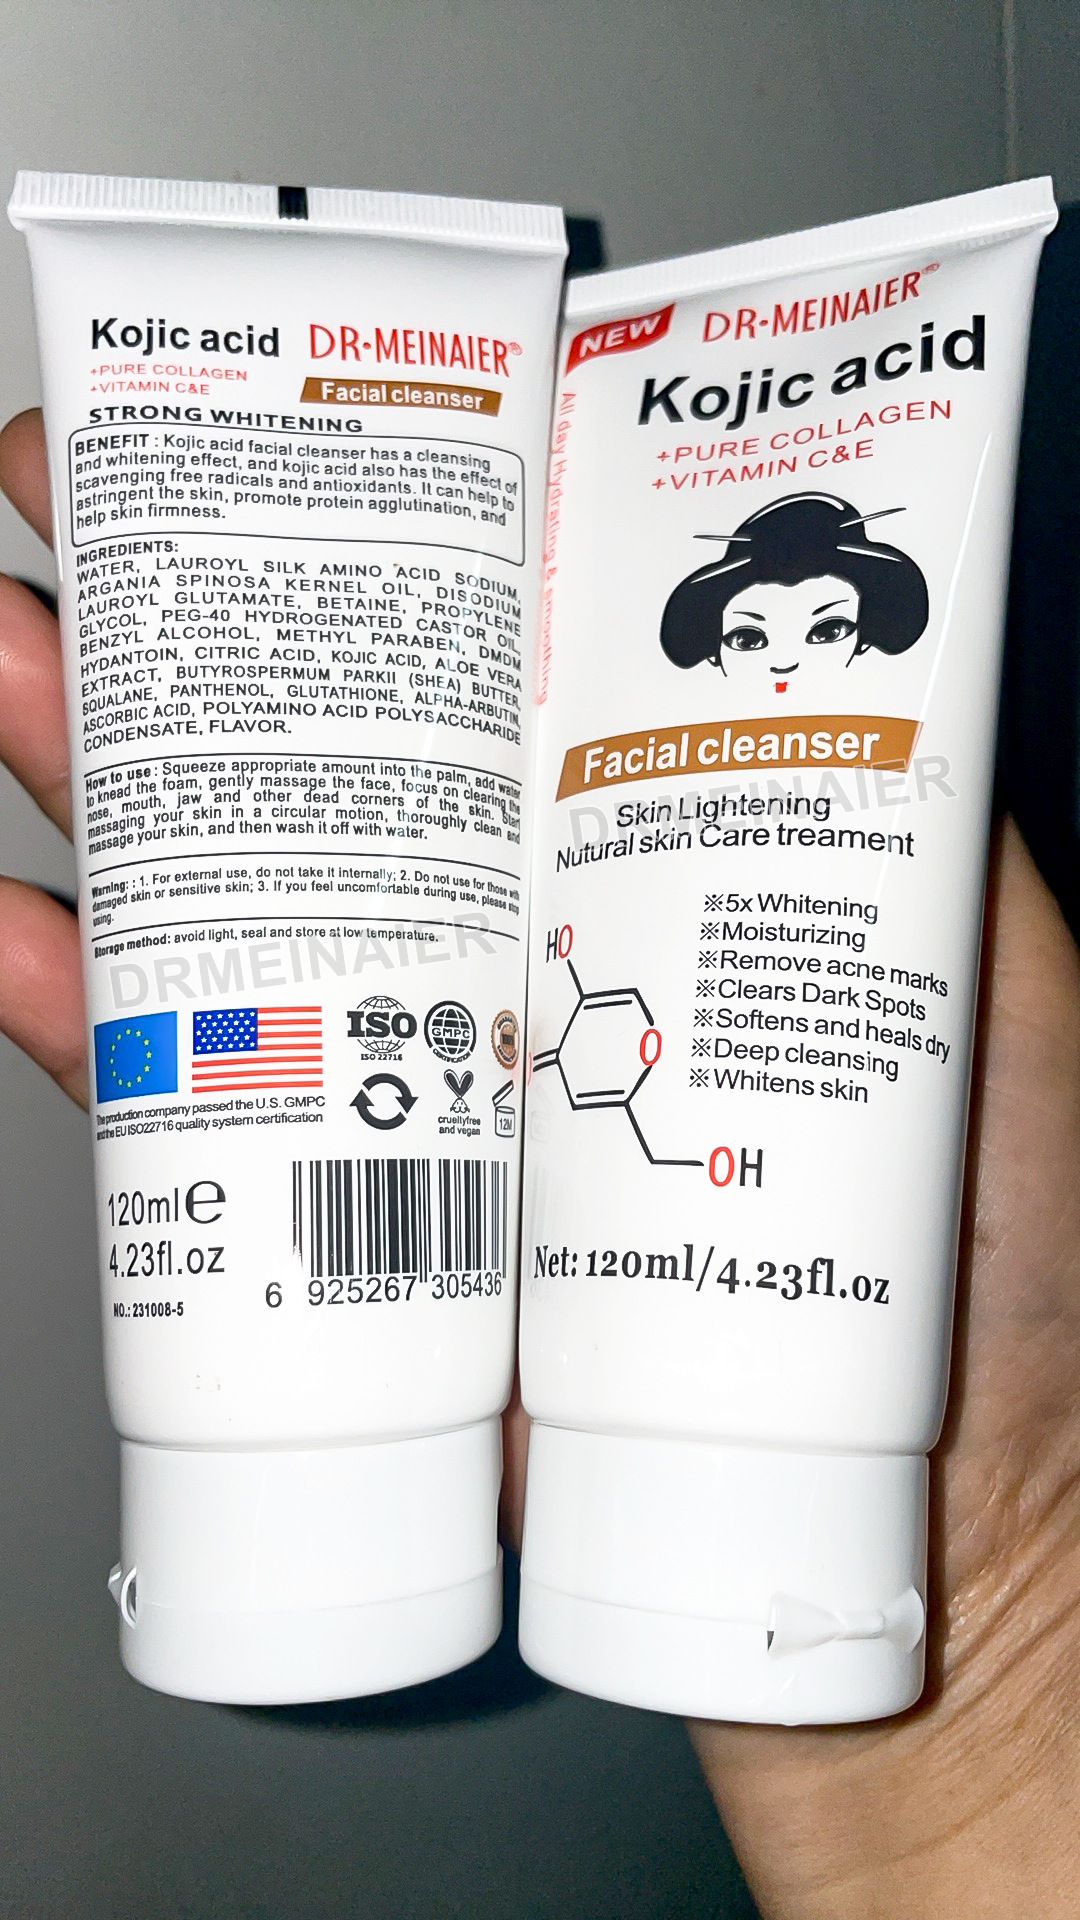 Kojic acid
+PURE COLLAGEN
+VITAMIN C&E
DR·MEINAIER®
Facial cleanser
STRONG WHITENING
BENEFIT : Kojic acid facial cleanser has a cleansing
and whitening effect, and kojic acid also has the effect of
scavenging free radicals and antioxidants. It can help to
astringent the skin, promote protein agglutination, and
help skin firmness.
INGREDIENTS:
WATER, LAUROYL SILK AMINO ACID SODIUM,
ARGANIA SPINOSA KERNEL OIL, DISODIUM
LAUROYL GLUTAMATE, BETAINE, PROPYLENE
GLYCOL, PEG-40 HYDROGENATED CASTOR OIL,
BENZYL ALCOHOL, METHYL PARABEN, DMDM
HYDANTOIN, CITRIC ACID, KOJIC ACID, ALOE VERA
EXTRACT, BUTYROSPERMUM PARKII (SHEA) BUTTER,
SQUALANE, PANTHENOL, GLUTATHIONE, ALPHA-ARBUTIN,
ASCORBIC ACID, POLYAMINO ACID POLYSACCHARIDE
CONDENSATE, FLAVOR.
How to use : Squeeze appropriate amount into the palm, add water
to knead the foam, gently massage the face, focus on clearing the
nose, mouth, jaw and other dead corners of the skin. Start
massaging your skin in a circular motion, thoroughly clean and
massage your skin, and then wash it off with water.
Warning: : 1. For external use, do not take it internally; 2. Do not use for those with
damaged skin or sensitive skin; 3. If you feel uncomfortable during use, please stop
using.
Storage method: avoid light, seal and store at low temperature.
DRMEINAIER
ISO
ISO 22716
GMPC
The production company passed the U.S. GMPC
and the EU ISO22716 quality system certification
crueltyfree
and vegan
12M
120ml℮
4.23fl.oz
NO.: 231008-5
6 925267 305436
NEW
DR·MEINAIER®
Kojic acid
+PURE COLLAGEN
+VITAMIN C&E
All day Hydrating & smoothing
Facial cleanser
DRMEINAIER
Skin Lightening
Nutural skin Care treament
※5x Whitening
※Moisturizing
※Remove acne marks
※Clears Dark Spots
※Softens and heals dry
※Deep cleansing
※Whitens skin
HO
O
O
OH
Net: 120ml/4.23fl.oz